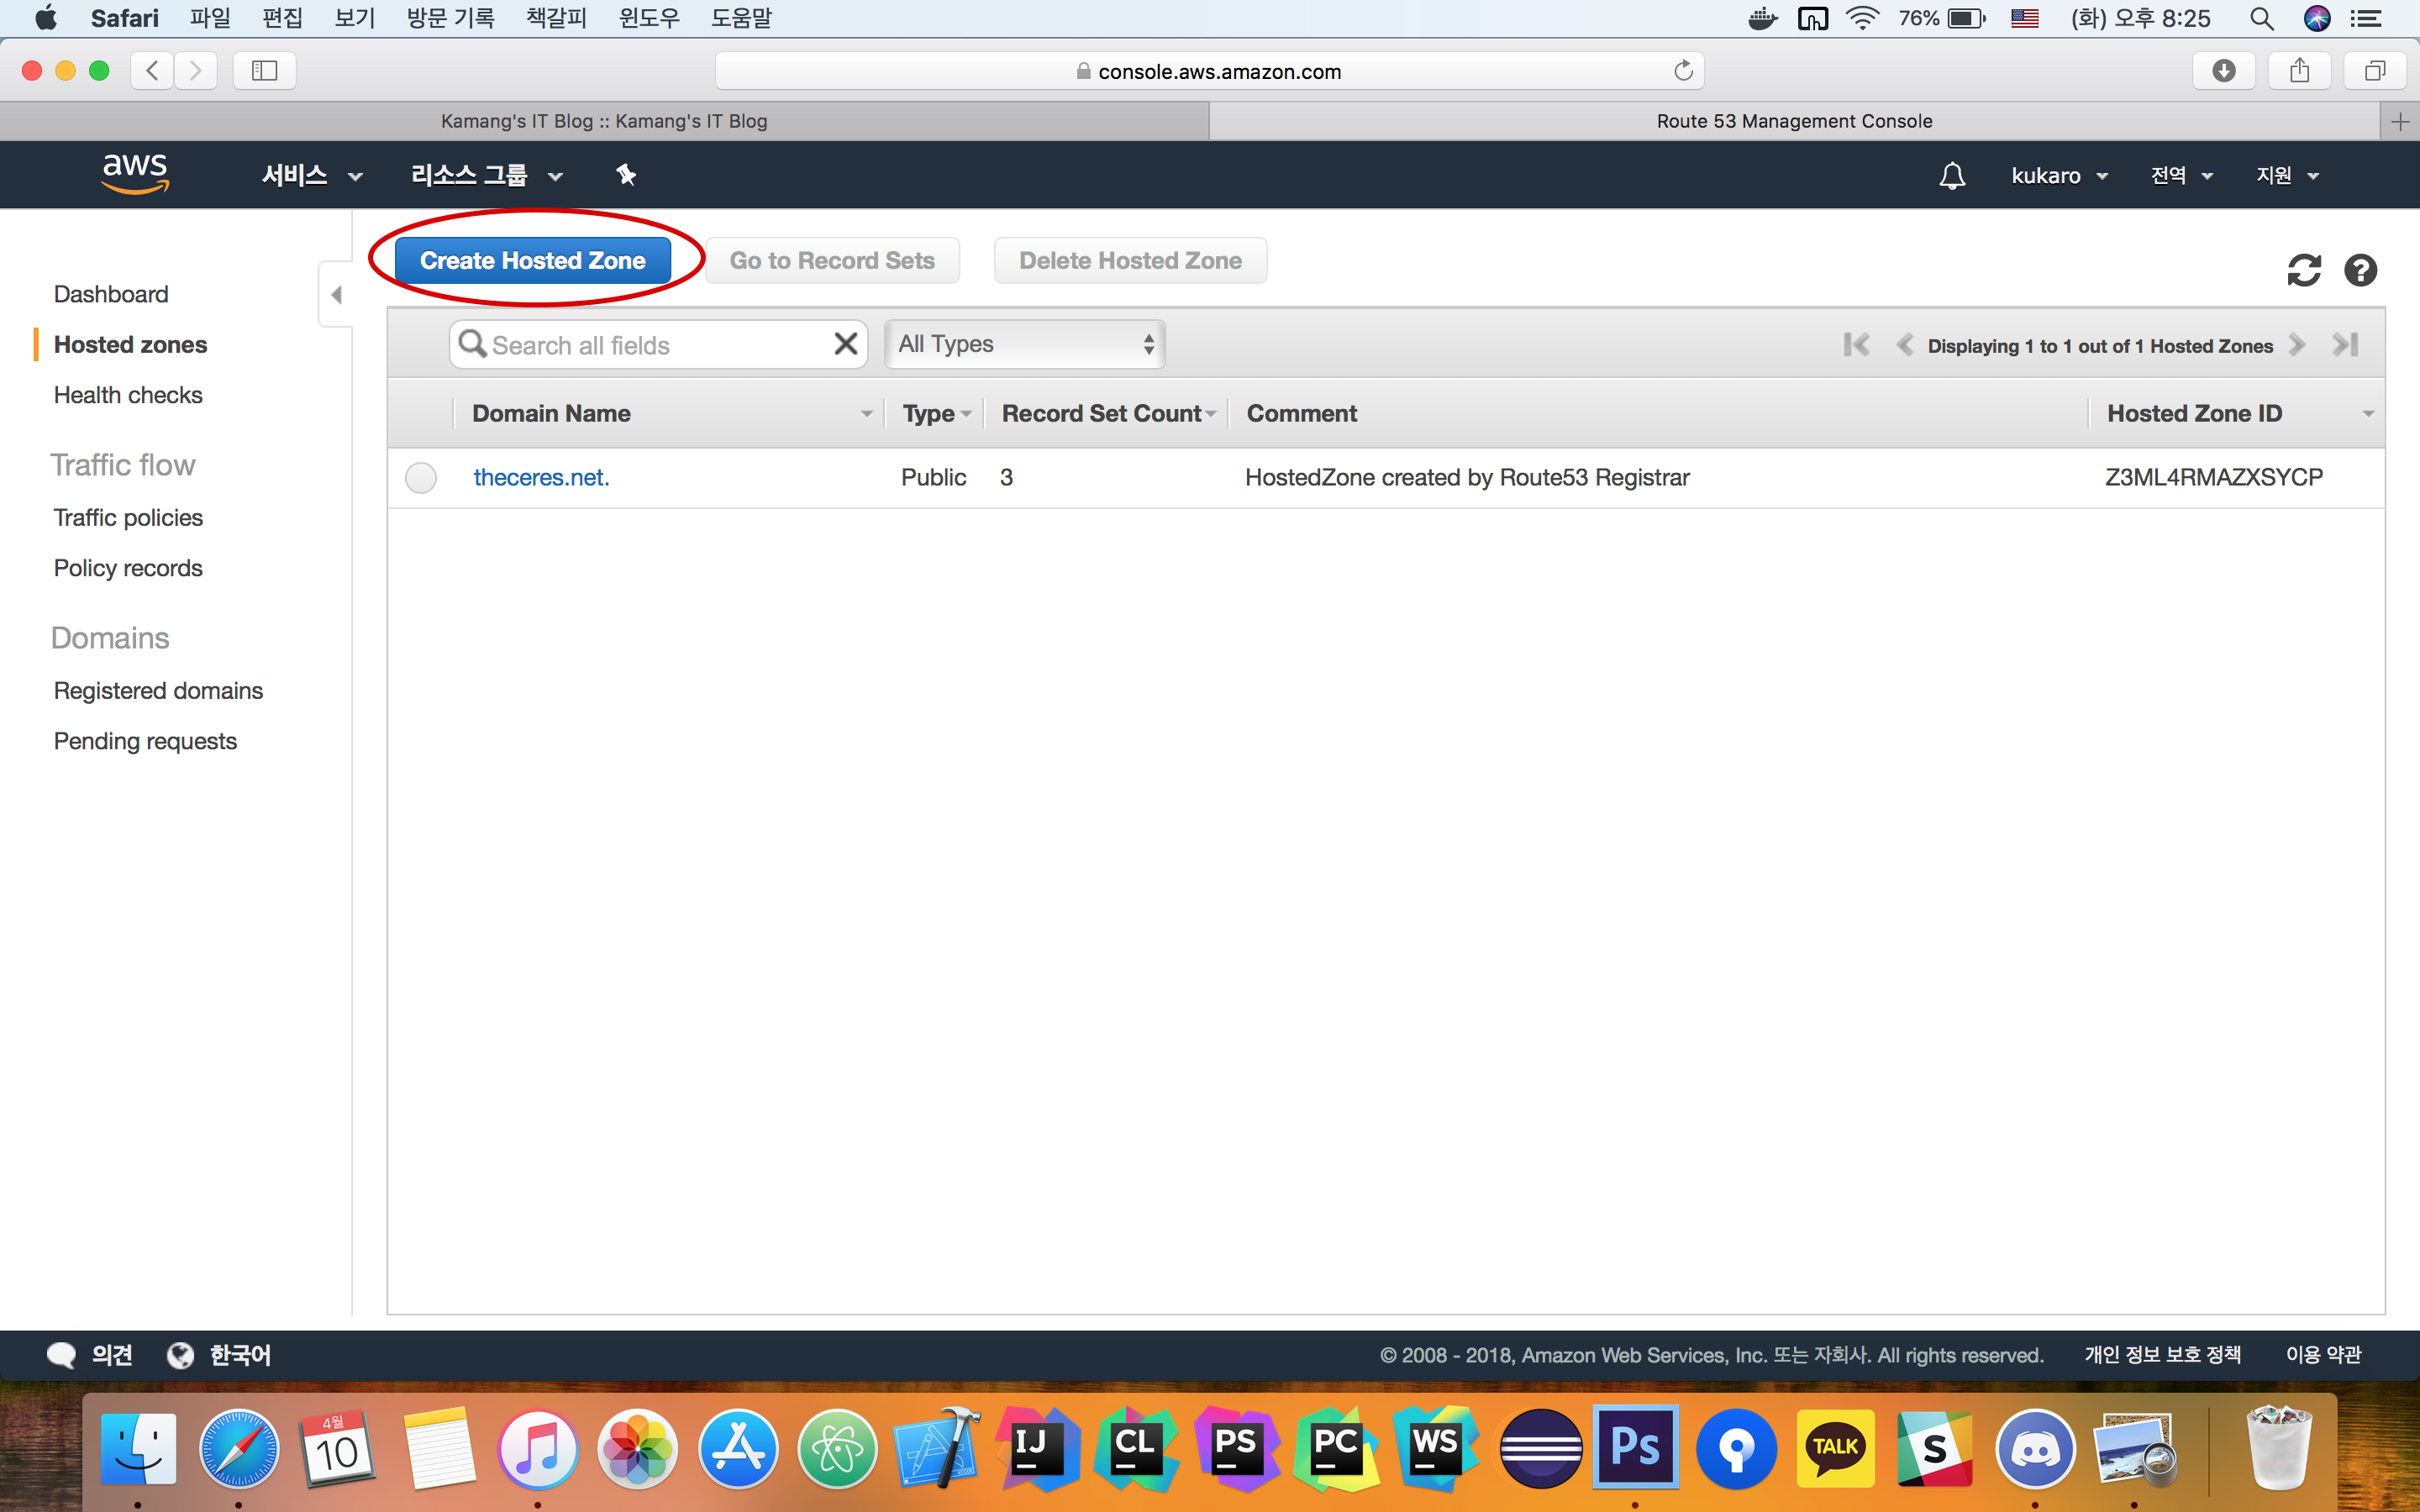 Safari 파일 편집 보기 방문 기록 책갈피 윈도우 도움말 76% (화) 오후 8:25
console.aws.amazon.com
Kamang's IT Blog :: Kamang's IT Blog Route 53 Management Console
aws 서비스 리소스 그룹 kukaro 전역 지원
Create Hosted Zone Go to Record Sets Delete Hosted Zone
Dashboard
Hosted zones
Health checks
Traffic flow
Traffic policies
Policy records
Domains
Registered domains
Pending requests
Search all fields All Types Displaying 1 to 1 out of 1 Hosted Zones
Domain Name Type Record Set Count Comment Hosted Zone ID
theceres.net. Public 3 HostedZone created by Route53 Registrar Z3ML4RMAZXSYCP
의견 한국어 © 2008 - 2018, Amazon Web Services, Inc. 또는 자회사. All rights reserved. 개인 정보 보호 정책 이용 약관
4월
10
IJ CL PS PC WS Ps TALK S